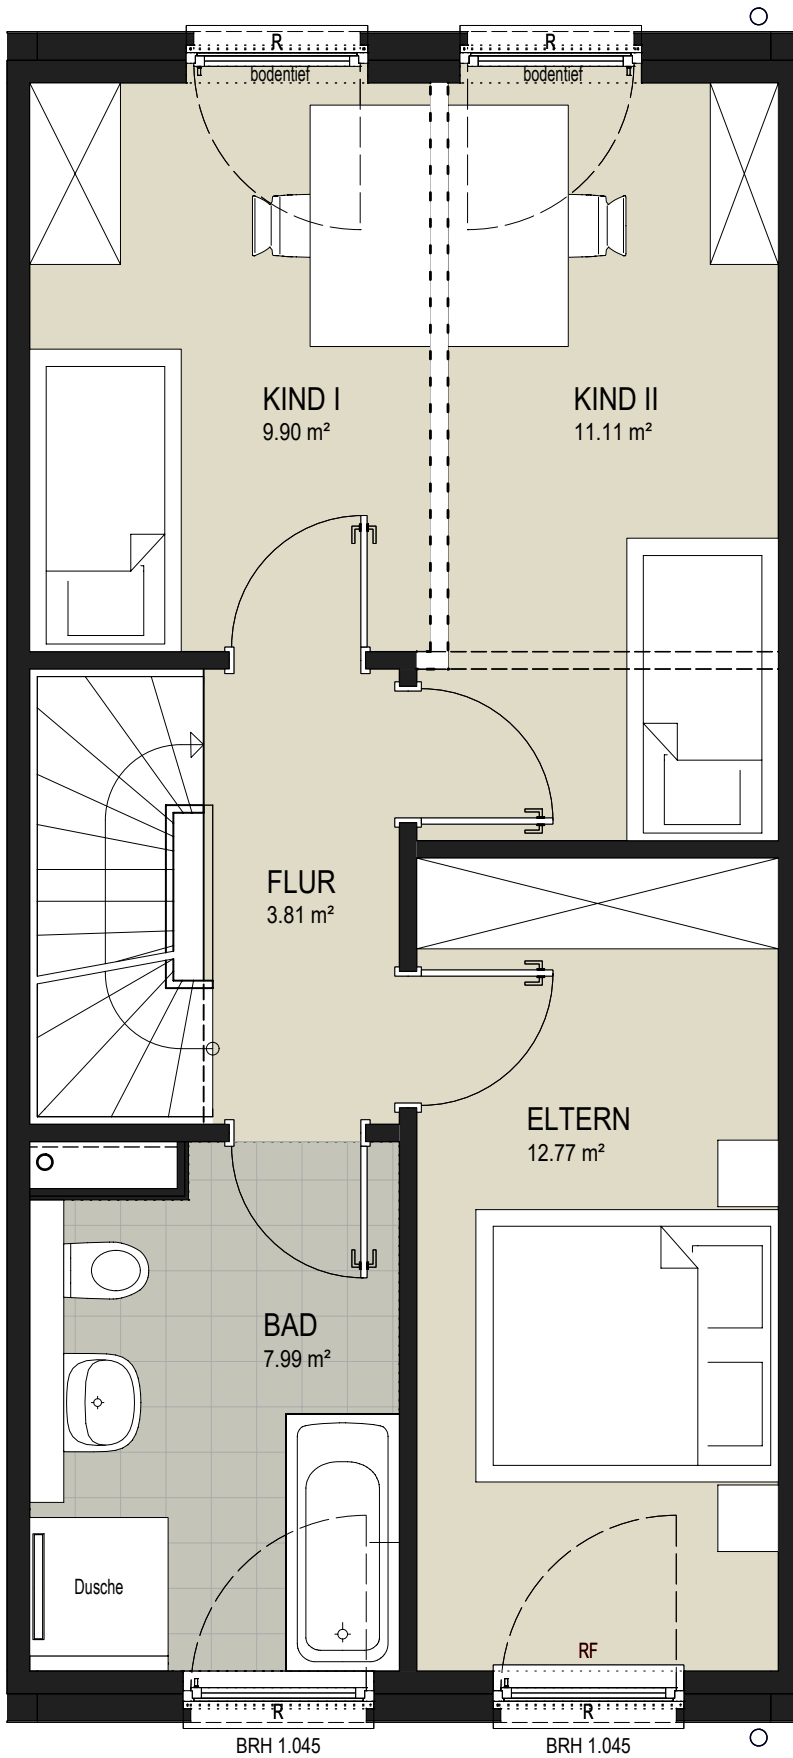 R
R
bodentief
bodentief
KIND I
9.90 m²
KIND II
11.11 m²
FLUR
3.81 m²
ELTERN
12.77 m²
BAD
7.99 m²
Dusche
RF
R
R
BRH 1.045
BRH 1.045